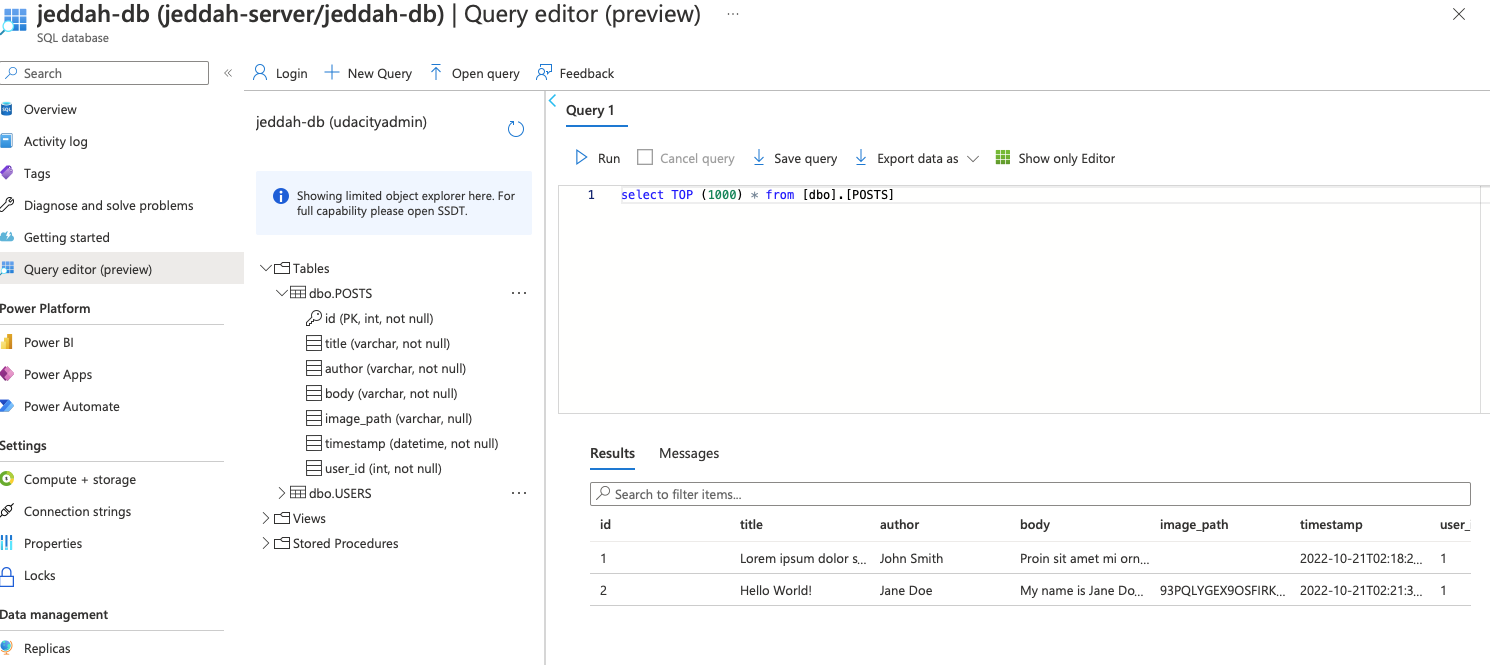 jeddah-db (jeddah-server/jeddah-db) | Query editor (preview) ...
SQL database
Search «
Overview
Activity log
Tags
Diagnose and solve problems
Getting started
Query editor (preview)
Power Platform
Power BI
Power Apps
Power Automate
Settings
Compute + storage
Connection strings
Properties
Locks
Data management
Replicas
Login New Query Open query Feedback
jeddah-db (udacityadmin)
Showing limited object explorer here. For
full capability please open SSDT.
Tables
dbo.POSTS ...
id (PK, int, not null)
title (varchar, not null)
author (varchar, not null)
body (varchar, not null)
image_path (varchar, null)
timestamp (datetime, not null)
user_id (int, not null)
dbo.USERS ...
Views
Stored Procedures
Query 1
Run Cancel query Save query Export data as Show only Editor
1 select TOP (1000) * from [dbo].[POSTS]
Results Messages
Search to filter items...
id title author body image_path timestamp user_
1 Lorem ipsum dolor s... John Smith Proin sit amet mi orn... 2022-10-21T02:18:2... 1
2 Hello World! Jane Doe My name is Jane Do... 93PQLYGEX9OSFIRK... 2022-10-21T02:21:3... 1